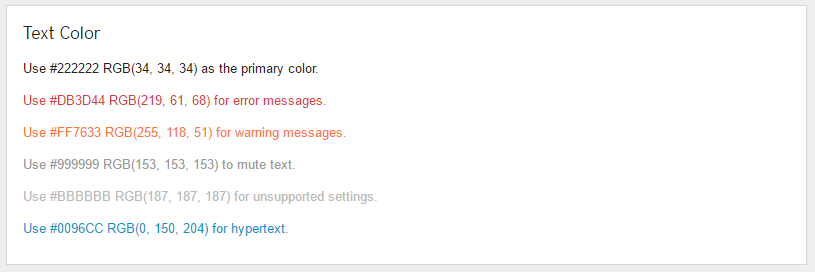 Text Color
Use #222222 RGB(34, 34, 34) as the primary color.
Use #DB3D44 RGB(219, 61, 68) for error messages.
Use #FF7633 RGB(255, 118, 51) for warning messages.
Use #999999 RGB(153, 153, 153) to mute text.
Use #BBBBBB RGB(187, 187, 187) for unsupported settings.
Use #0096CC RGB(0, 150, 204) for hypertext.